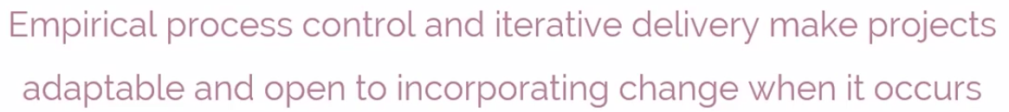 Empirical process control and iterative delivery make projects
adaptable and open to incorporating change when it occurs